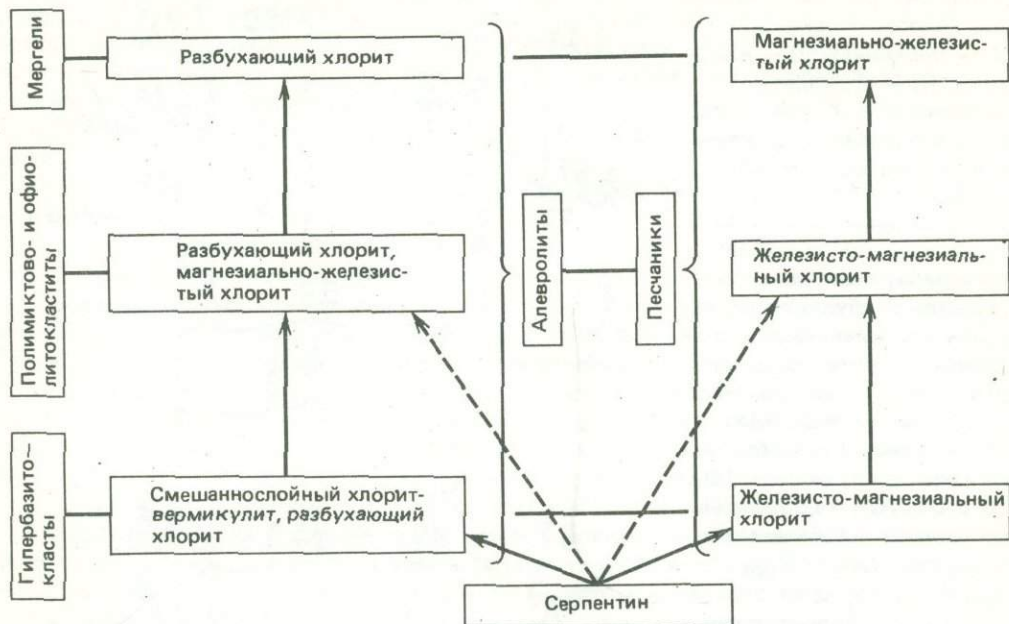 Мергели
Разбухающий хлорит
Магнезиально-железис-
тый хлорит
Полимиктово- и офио-
литокластиты
Разбухающий хлорит,
магнезиально-железис-
тый хлорит
Алевролиты
Песчаники
Железисто-магнезиаль-
ный хлорит
Гипербазито-
класты
Смешаннослойный хлорит-
вермикулит, разбухающий
хлорит
Железисто-магнезиальный
хлорит
Серпентин